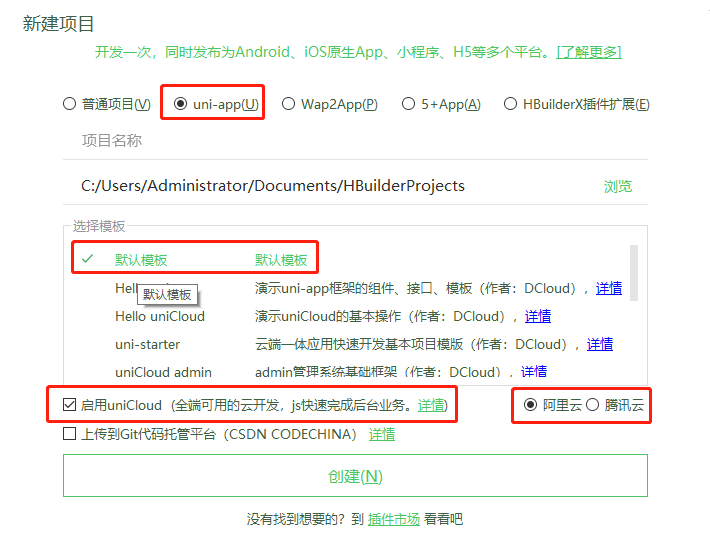 新建项目
开发一次，同时发布为Android、iOS原生App、小程序、H5等多个平台。[了解更多]
普通项目(V) uni-app(U) Wap2App(P) 5+App(A) HBuilderX插件扩展(E)
项目名称
C:/Users/Administrator/Documents/HBuilderProjects 浏览
选择模板
默认模板 默认模板
默认模板
演示uni-app框架的组件、接口、模板（作者：DCloud），详情
Hello uniCloud 演示uniCloud的基本操作（作者：DCloud），详情
uni-starter 云端一体应用快速开发基本项目模版（作者：DCloud），详情
uniCloud admin admin管理系统基础框架（作者：DCloud），详情
启用uniCloud（全端可用的云开发，js快速完成后台业务。详情) 阿里云 腾讯云
上传到Git代码托管平台（CSDN CODECHINA） 详情
创建(N)
没有找到想要的？到 插件市场 看看吧